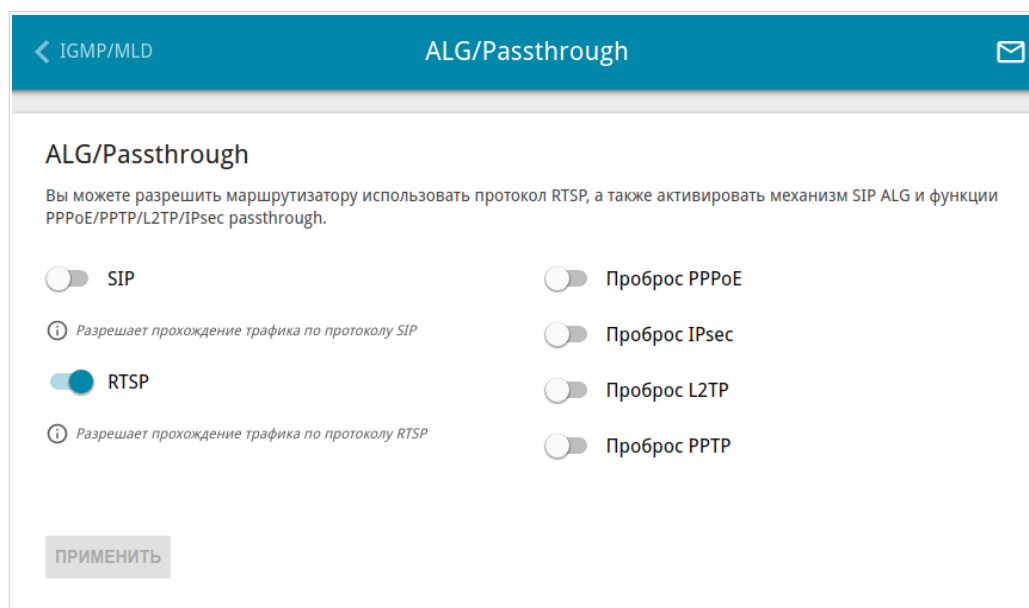 IGMP/MLD
ALG/Passthrough
ALG/Passthrough
Вы можете разрешить маршрутизатору использовать протокол RTSP, а также активировать механизм SIP ALG и функции
PPPoE/PPTP/L2TP/IPsec passthrough.
SIP
Разрешает прохождение трафика по протоколу SIP
RTSP
Разрешает прохождение трафика по протоколу RTSP
Проброс PPPoE
Проброс IPsec
Проброс L2TP
Проброс PPTP
ПРИМЕНИТЬ